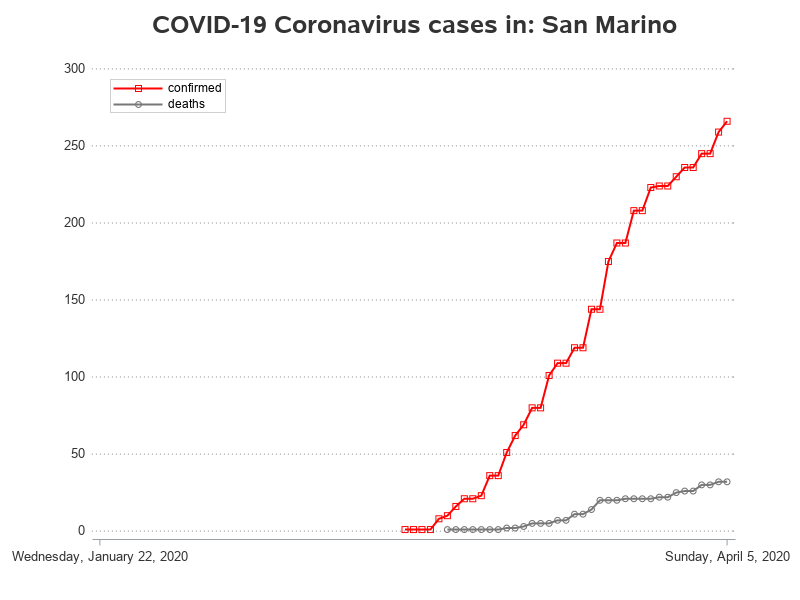 COVID-19 Coronavirus cases in: San Marino
300
confirmed
deaths
250
200
150
100
50
0
Wednesday, January 22, 2020
Sunday, April 5, 2020